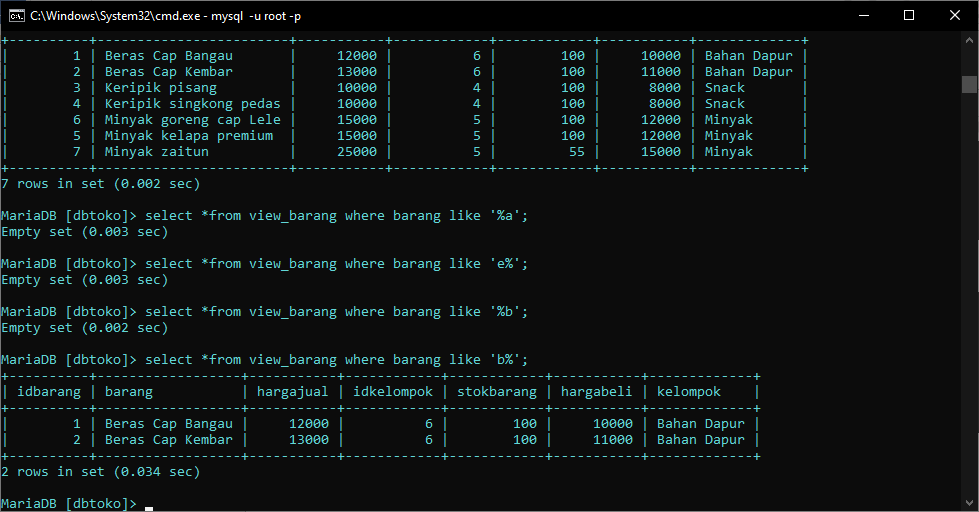 C:\Windows\System32\cmd.exe - mysql  -u root -p
+----------+------------------------+-----------+------------+------------+-----------+-------------+
|        1 | Beras Cap Bangau       |     12000 |          6 |        100 |     10000 | Bahan Dapur |
|        2 | Beras Cap Kembar       |     13000 |          6 |        100 |     11000 | Bahan Dapur |
|        3 | Keripik pisang         |     10000 |          4 |        100 |      8000 | Snack       |
|        4 | Keripik singkong pedas |     10000 |          4 |        100 |      8000 | Snack       |
|        6 | Minyak goreng cap Lele |     15000 |          5 |        100 |     12000 | Minyak      |
|        5 | Minyak kelapa premium  |     15000 |          5 |        100 |     12000 | Minyak      |
|        7 | Minyak zaitun          |     25000 |          5 |         55 |     15000 | Minyak      |
+----------+------------------------+-----------+------------+------------+-----------+-------------+
7 rows in set (0.002 sec)
MariaDB [dbtoko]> select *from view_barang where barang like '%a';
Empty set (0.003 sec)
MariaDB [dbtoko]> select *from view_barang where barang like 'e%';
Empty set (0.003 sec)
MariaDB [dbtoko]> select *from view_barang where barang like '%b';
Empty set (0.002 sec)
MariaDB [dbtoko]> select *from view_barang where barang like 'b%';
+----------+------------------+-----------+------------+------------+-----------+-------------+
| idbarang | barang           | hargajual | idkelompok | stokbarang | hargabeli | kelompok    |
+----------+------------------+-----------+------------+------------+-----------+-------------+
|        1 | Beras Cap Bangau |     12000 |          6 |        100 |     10000 | Bahan Dapur |
|        2 | Beras Cap Kembar |     13000 |          6 |        100 |     11000 | Bahan Dapur |
+----------+------------------+-----------+------------+------------+-----------+-------------+
2 rows in set (0.034 sec)
MariaDB [dbtoko]>